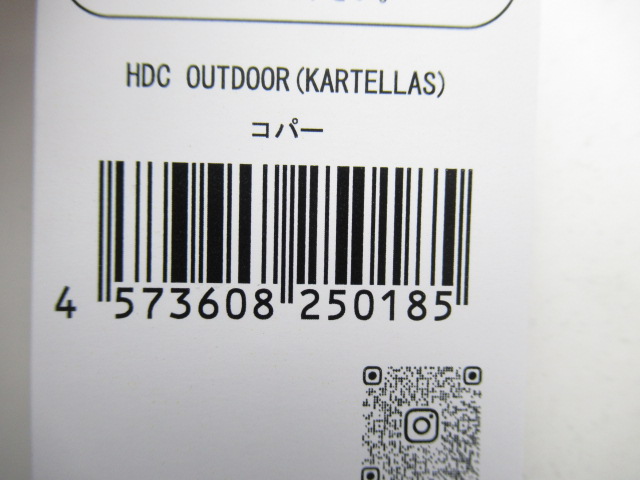 HDC OUTDOOR(KARTELLAS)
コパー
4 573608 250185